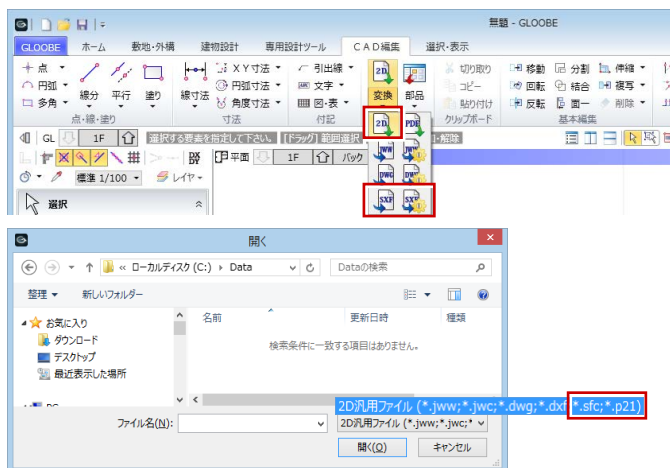 無題 - GLOOBE
GLOOBE ホーム 敷地・外構 建物設計 専用設計ツール CAD編集 選択・表示
点 線分 平行 塗り 線寸法 XY寸法 引出線 2D 変換 部品 切り取り 移動 分割 伸縮
円弧 円弧寸法 文字 コピー 回転 結合 複写
多角 角度寸法 図・表 貼り付け 反転 面一 削除
点・線・塗り 寸法 付記 クリップボード 基本編集
GL 1F 選択する要素を指定して下さい。 [ドラッグ] 範囲選択 ・解除
2D PDF
平面 1F バック JWW JWW
標準 1/100 レイヤ DWG DWG
選択 SXF SXF
開く
« ローカルディスク (C:) Data Dataの検索
整理 新しいフォルダー
お気に入り 名前 更新日時 種類
ダウンロード 検索条件に一致する項目はありません。
デスクトップ
最近表示した場所
PC
2D汎用ファイル (*.jww;*.jwc;*.dwg;*.dxf;*.sfc;*.p21)
ファイル名(N): 2D汎用ファイル (*.jww;*.jwc;*
開く(O) キャンセル